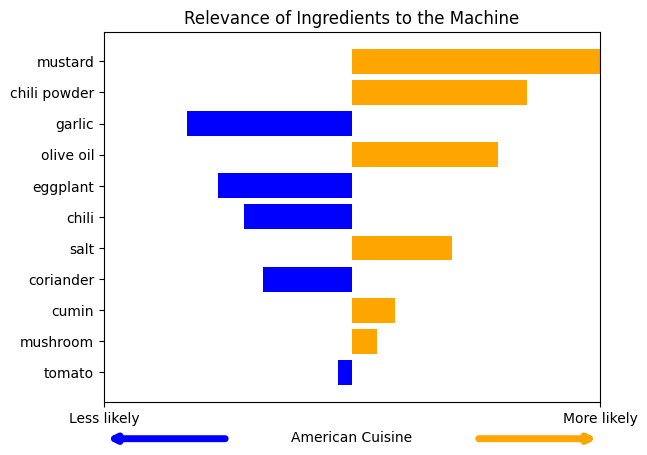 Relevance of Ingredients to the Machine
mustard
chili powder
garlic
olive oil
eggplant
chili
salt
coriander
cumin
mushroom
tomato
Less likely
More likely
American Cuisine